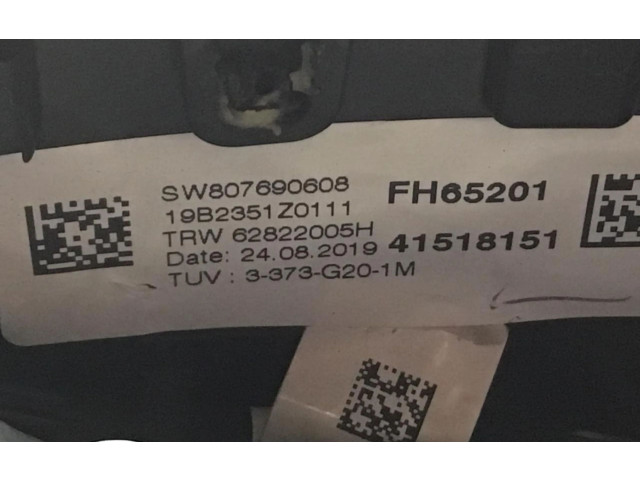 SW807690608
19B2351Z0111
TRW 62822005H
Date: 24.08.2019
TUV : 3-373-G20-1M
FH65201
41518151